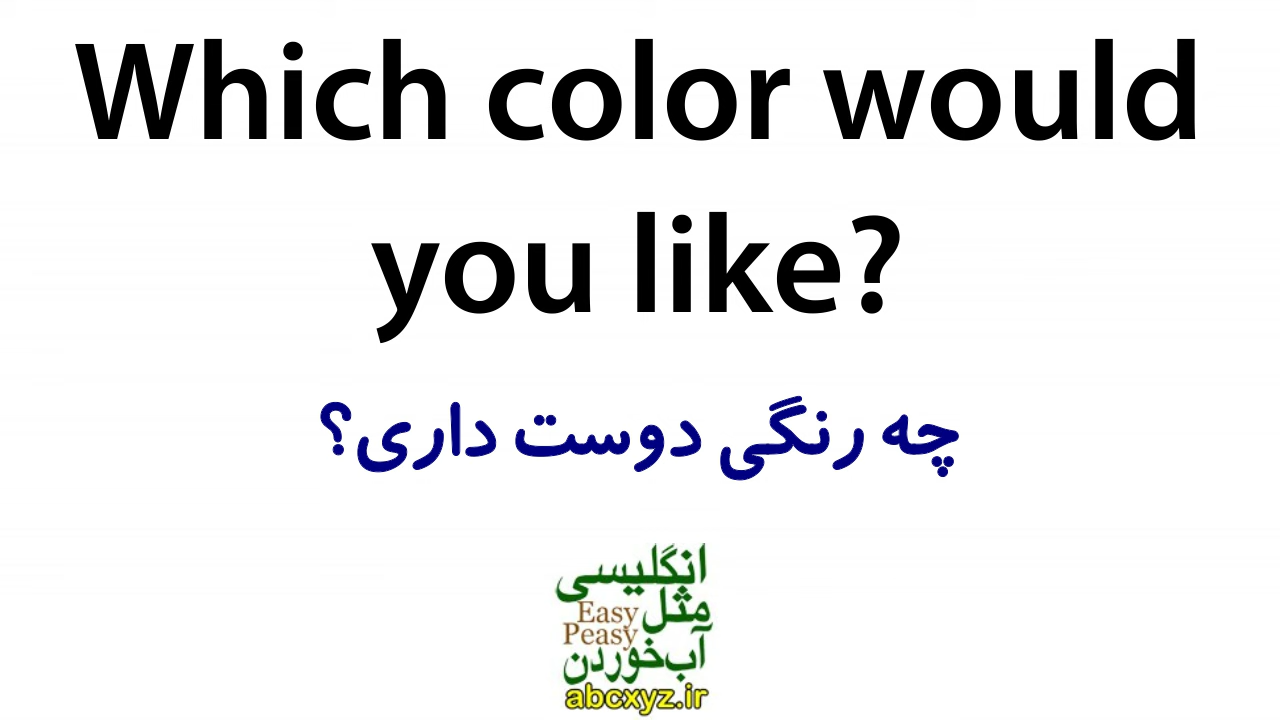 Which color would
you like?
چه رنگی دوست داری؟
انگلیسی
مثل
Easy
Peasy
آب‌خوردن
abcxyz.ir